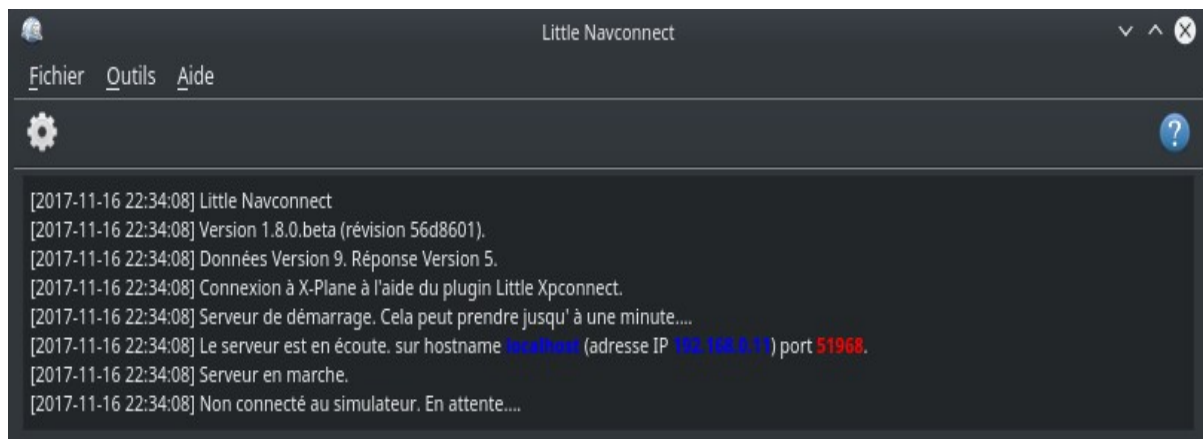 Little Navconnect
Fichier Outils Aide
?
[2017-11-16 22:34:08] Little Navconnect
[2017-11-16 22:34:08] Version 1.8.0.beta (révision 56d8601).
[2017-11-16 22:34:08] Données Version 9. Réponse Version 5.
[2017-11-16 22:34:08] Connexion à X-Plane à l'aide du plugin Little Xpconnect.
[2017-11-16 22:34:08] Serveur de démarrage. Cela peut prendre jusqu' à une minute....
[2017-11-16 22:34:08] Le serveur est en écoute. sur hostname localhost (adresse IP 192.168.0.11) port 51968.
[2017-11-16 22:34:08] Serveur en marche.
[2017-11-16 22:34:08] Non connecté au simulateur. En attente....